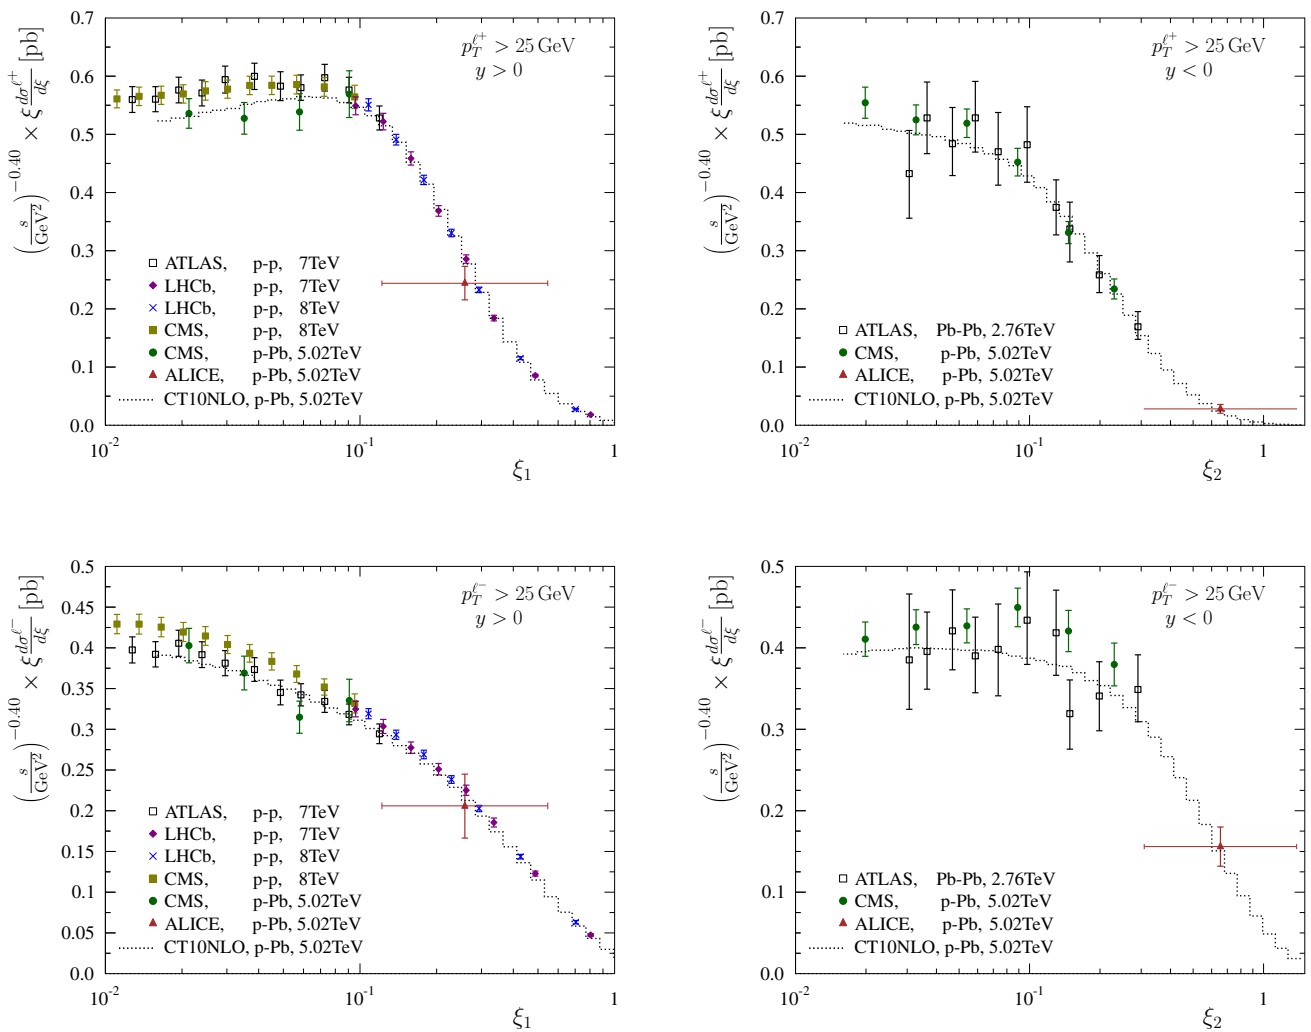 (s/GeV²)^−0.40 × ξ dσ^ℓ+/dξ [pb]
0.7
0.6
0.5
0.4
0.3
0.2
0.1
0.0
p_T^ℓ+ > 25 GeV
y > 0
ATLAS, p-p, 7TeV
LHCb, p-p, 7TeV
LHCb, p-p, 8TeV
CMS, p-p, 8TeV
CMS, p-Pb, 5.02TeV
ALICE, p-Pb, 5.02TeV
CT10NLO, p-Pb, 5.02TeV
10⁻² 10⁻¹ 1
ξ₁
(s/GeV²)^−0.40 × ξ dσ^ℓ+/dξ [pb]
0.7
0.6
0.5
0.4
0.3
0.2
0.1
0.0
p_T^ℓ+ > 25 GeV
y < 0
ATLAS, Pb-Pb, 2.76TeV
CMS, p-Pb, 5.02TeV
ALICE, p-Pb, 5.02TeV
CT10NLO, p-Pb, 5.02TeV
10⁻² 10⁻¹ 1
ξ₂
(s/GeV²)^−0.40 × ξ dσ^ℓ−/dξ [pb]
0.5
0.45
0.4
0.35
0.3
0.25
0.2
0.15
0.1
0.05
0.0
p_T^ℓ− > 25 GeV
y > 0
ATLAS, p-p, 7TeV
LHCb, p-p, 7TeV
LHCb, p-p, 8TeV
CMS, p-p, 8TeV
CMS, p-Pb, 5.02TeV
ALICE, p-Pb, 5.02TeV
CT10NLO, p-Pb, 5.02TeV
10⁻² 10⁻¹ 1
ξ₁
(s/GeV²)^−0.40 × ξ dσ^ℓ−/dξ [pb]
0.5
0.4
0.3
0.2
0.1
0.0
p_T^ℓ− > 25 GeV
y < 0
ATLAS, Pb-Pb, 2.76TeV
CMS, p-Pb, 5.02TeV
ALICE, p-Pb, 5.02TeV
CT10NLO, p-Pb, 5.02TeV
10⁻² 10⁻¹ 1
ξ₂